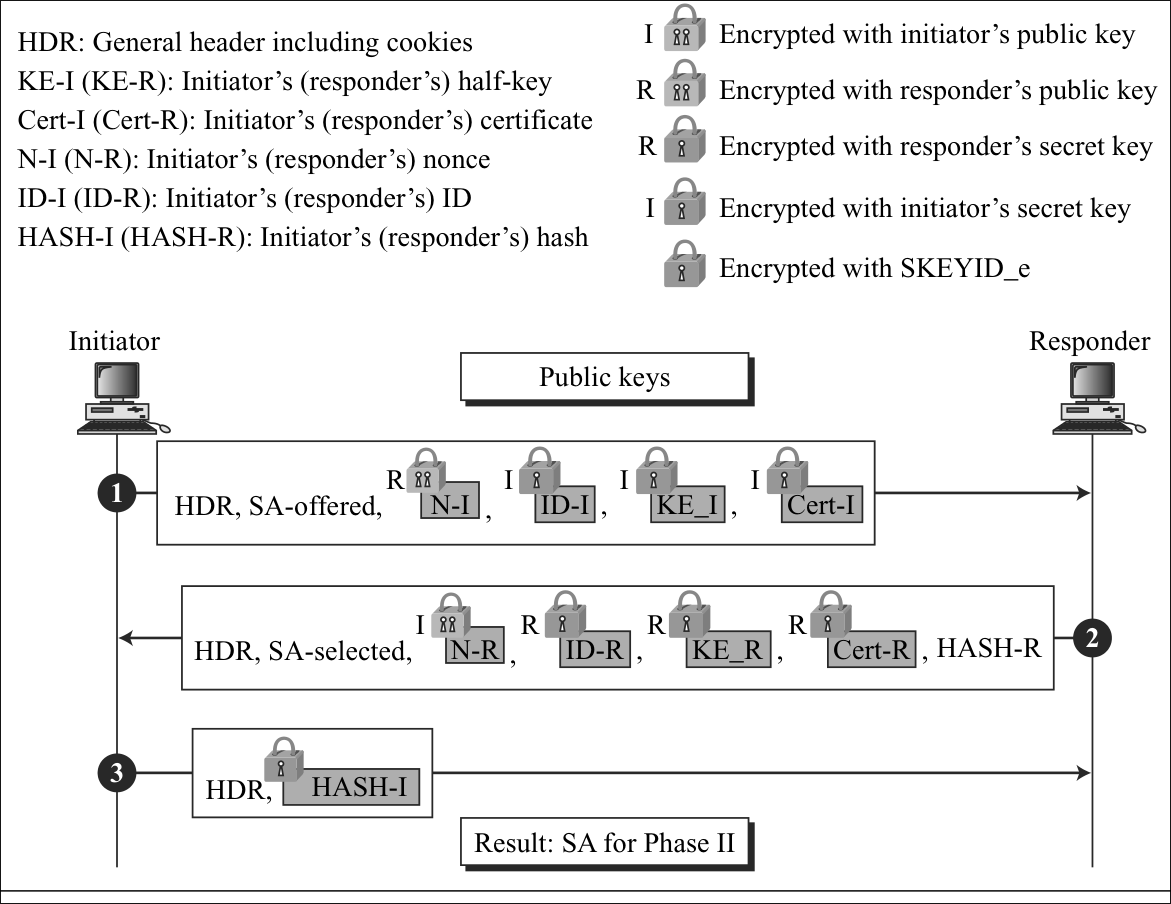 HDR: General header including cookies
KE-I (KE-R): Initiator’s (responder’s) half-key
Cert-I (Cert-R): Initiator’s (responder’s) certificate
N-I (N-R): Initiator’s (responder’s) nonce
ID-I (ID-R): Initiator’s (responder’s) ID
HASH-I (HASH-R): Initiator’s (responder’s) hash
I Encrypted with initiator’s public key
R Encrypted with responder’s public key
R Encrypted with responder’s secret key
I Encrypted with initiator’s secret key
Encrypted with SKEYID_e
Initiator
Responder
Public keys
1
R I I I
HDR, SA-offered, N-I, ID-I, KE_I, Cert-I
I R R R
HDR, SA-selected, N-R, ID-R, KE_R, Cert-R, HASH-R
2
3
HDR, HASH-I
Result: SA for Phase II